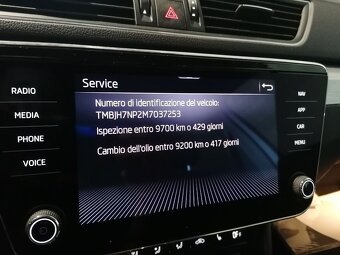 Service
RADIO
MEDIA
PHONE
VOICE
Numero di identificazione del veicolo:
TMBJH7NP2M7037253
Ispezione entro 9700 km o 429 giorni
Cambio dell'olio entro 9200 km o 417 giorni
NAV
APP
CAR
MENU